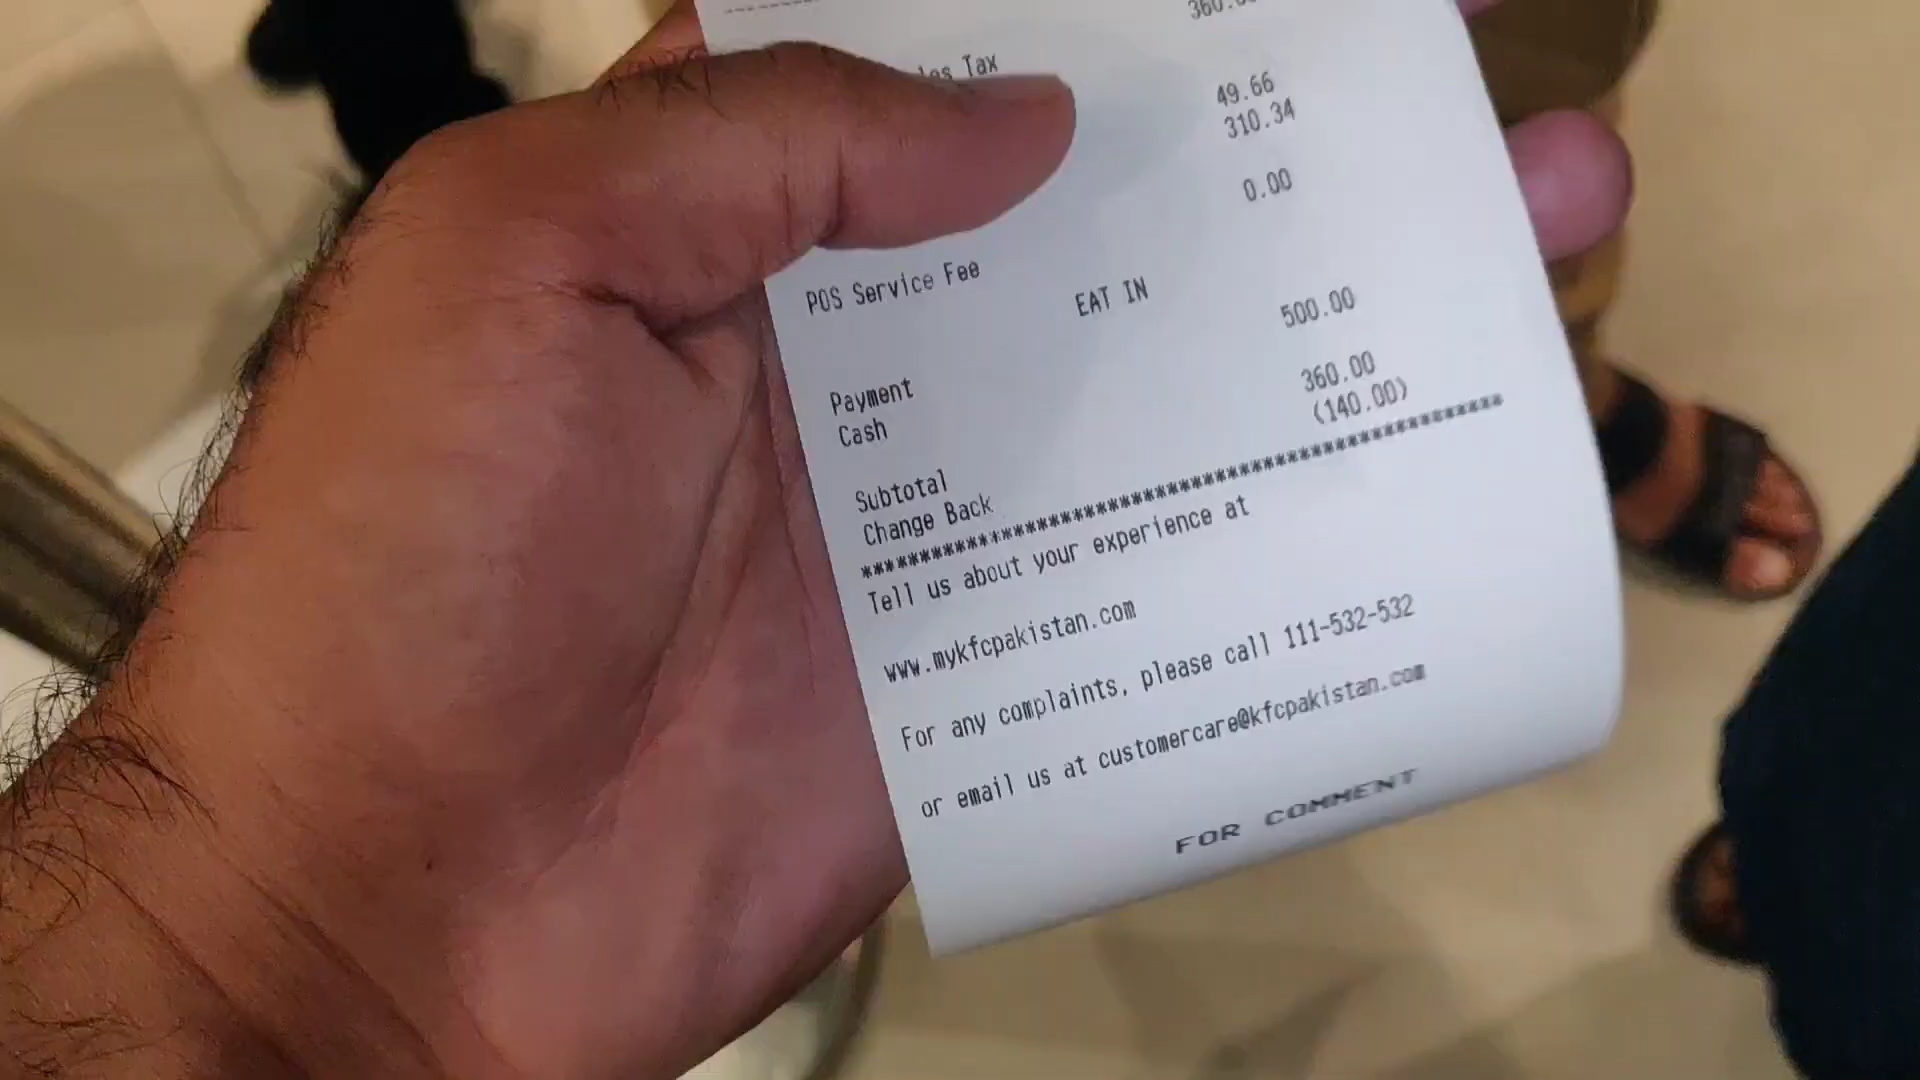 Tax
49.66
310.34
0.00
POS Service Fee
EAT IN
Payment
Cash 500.00
Subtotal 360.00
Change Back (140.00)
*******************************************************
Tell us about your experience at
www.mykfcpakistan.com
For any complaints, please call 111-532-532
or email us at customercare@kfcpakistan.com
FOR COMMENT